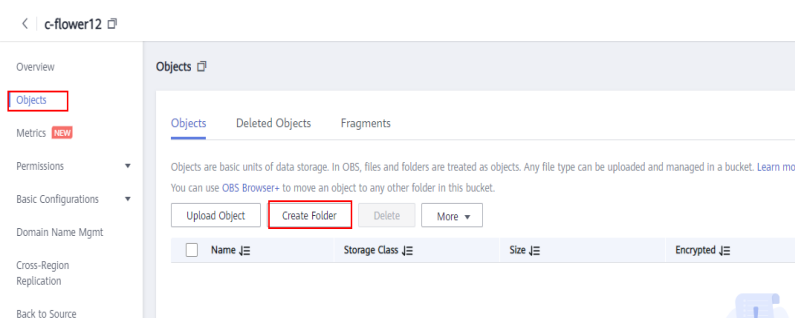 c-flower12
Overview
Objects
Metrics NEW
Permissions
Basic Configurations
Domain Name Mgmt
Cross-Region
Replication
Back to Source
Objects
Objects Deleted Objects Fragments
Objects are basic units of data storage. In OBS, files and folders are treated as objects. Any file type can be uploaded and managed in a bucket. Learn mo
You can use OBS Browser+ to move an object to any other folder in this bucket.
Upload Object Create Folder Delete More
Name Storage Class Size Encrypted